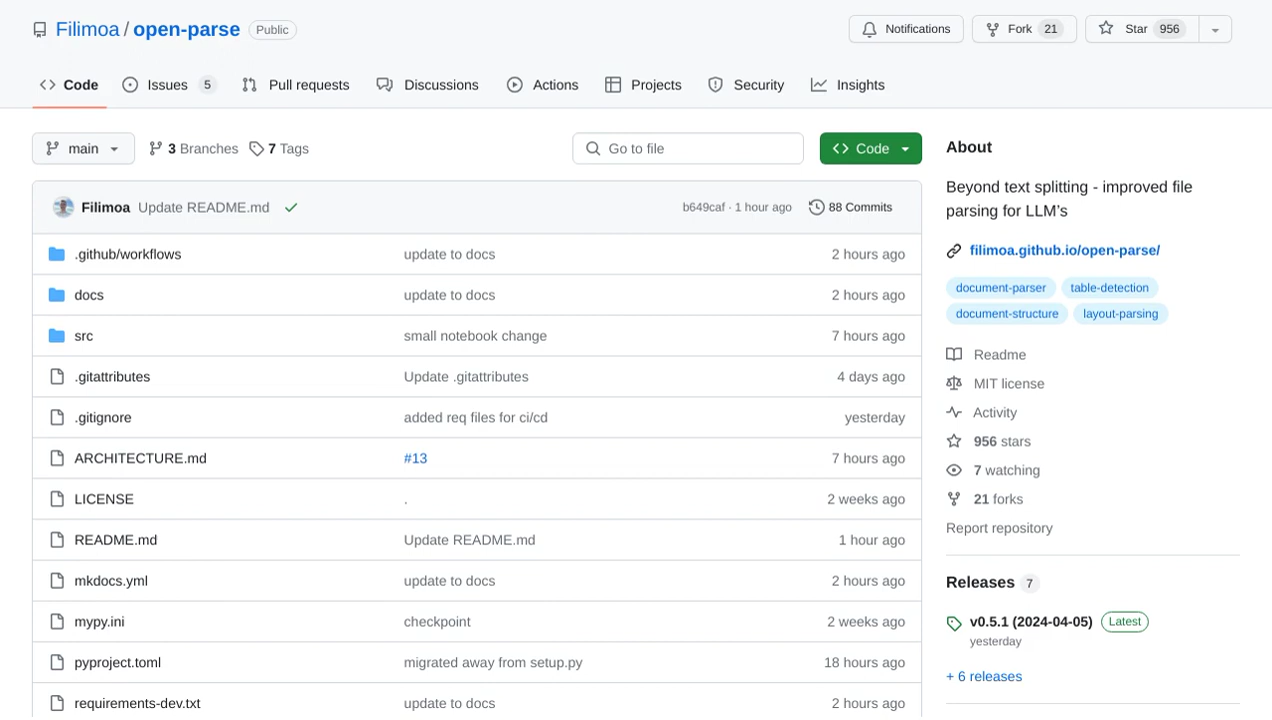 Filimoa / open-parse Public Notifications Fork 21 Star 956
Code Issues 5 Pull requests Discussions Actions Projects Security Insights
main 3 Branches 7 Tags Go to file Code
Filimoa Update README.md b649caf · 1 hour ago 88 Commits
.github/workflows update to docs 2 hours ago
docs update to docs 2 hours ago
src small notebook change 7 hours ago
.gitattributes Update .gitattributes 4 days ago
.gitignore added req files for ci/cd yesterday
ARCHITECTURE.md #13 7 hours ago
LICENSE . 2 weeks ago
README.md Update README.md 1 hour ago
mkdocs.yml update to docs 2 hours ago
mypy.ini checkpoint 2 weeks ago
pyproject.toml migrated away from setup.py 18 hours ago
requirements-dev.txt update to docs 2 hours ago
About
Beyond text splitting - improved file
parsing for LLM’s
filimoa.github.io/open-parse/
document-parser table-detection
document-structure layout-parsing
Readme
MIT license
Activity
956 stars
7 watching
21 forks
Report repository
Releases 7
v0.5.1 (2024-04-05) Latest
yesterday
+ 6 releases